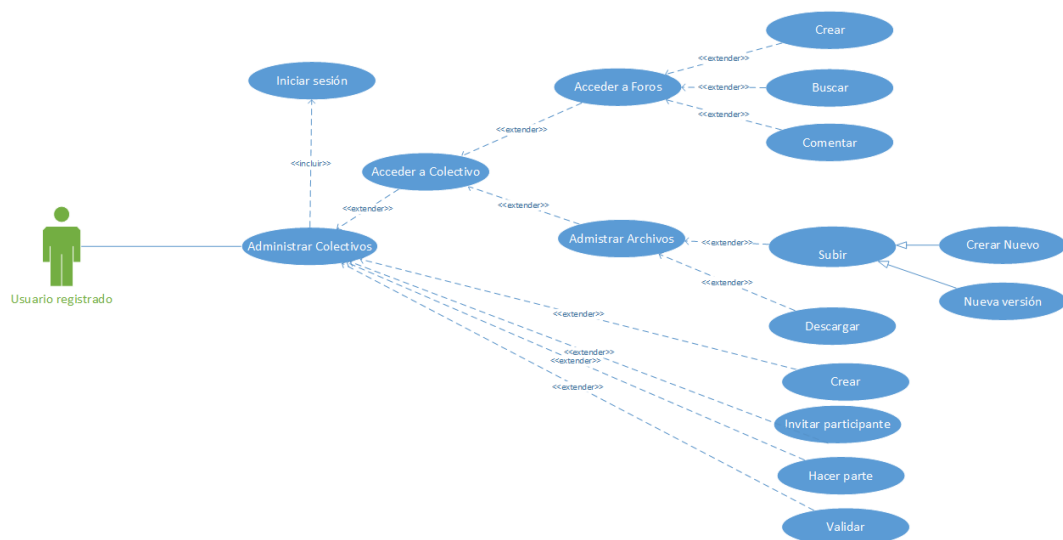 Crear
<<extender>>
Iniciar sesión
Acceder a Foros
<<extender>>
Buscar
<<extender>>
<<extender>>
Comentar
<<incluir>>
Acceder a Colectivo
<<extender>>
<<extender>>
Administrar Colectivos
Admistrar Archivos
<<extender>>
Subir
Crerar Nuevo
Usuario registrado
<<extender>>
Nueva versión
<<extender>>
Descargar
<<extender>>
<<extender>>
<<extender>>
Crear
Invitar participante
Hacer parte
Validar